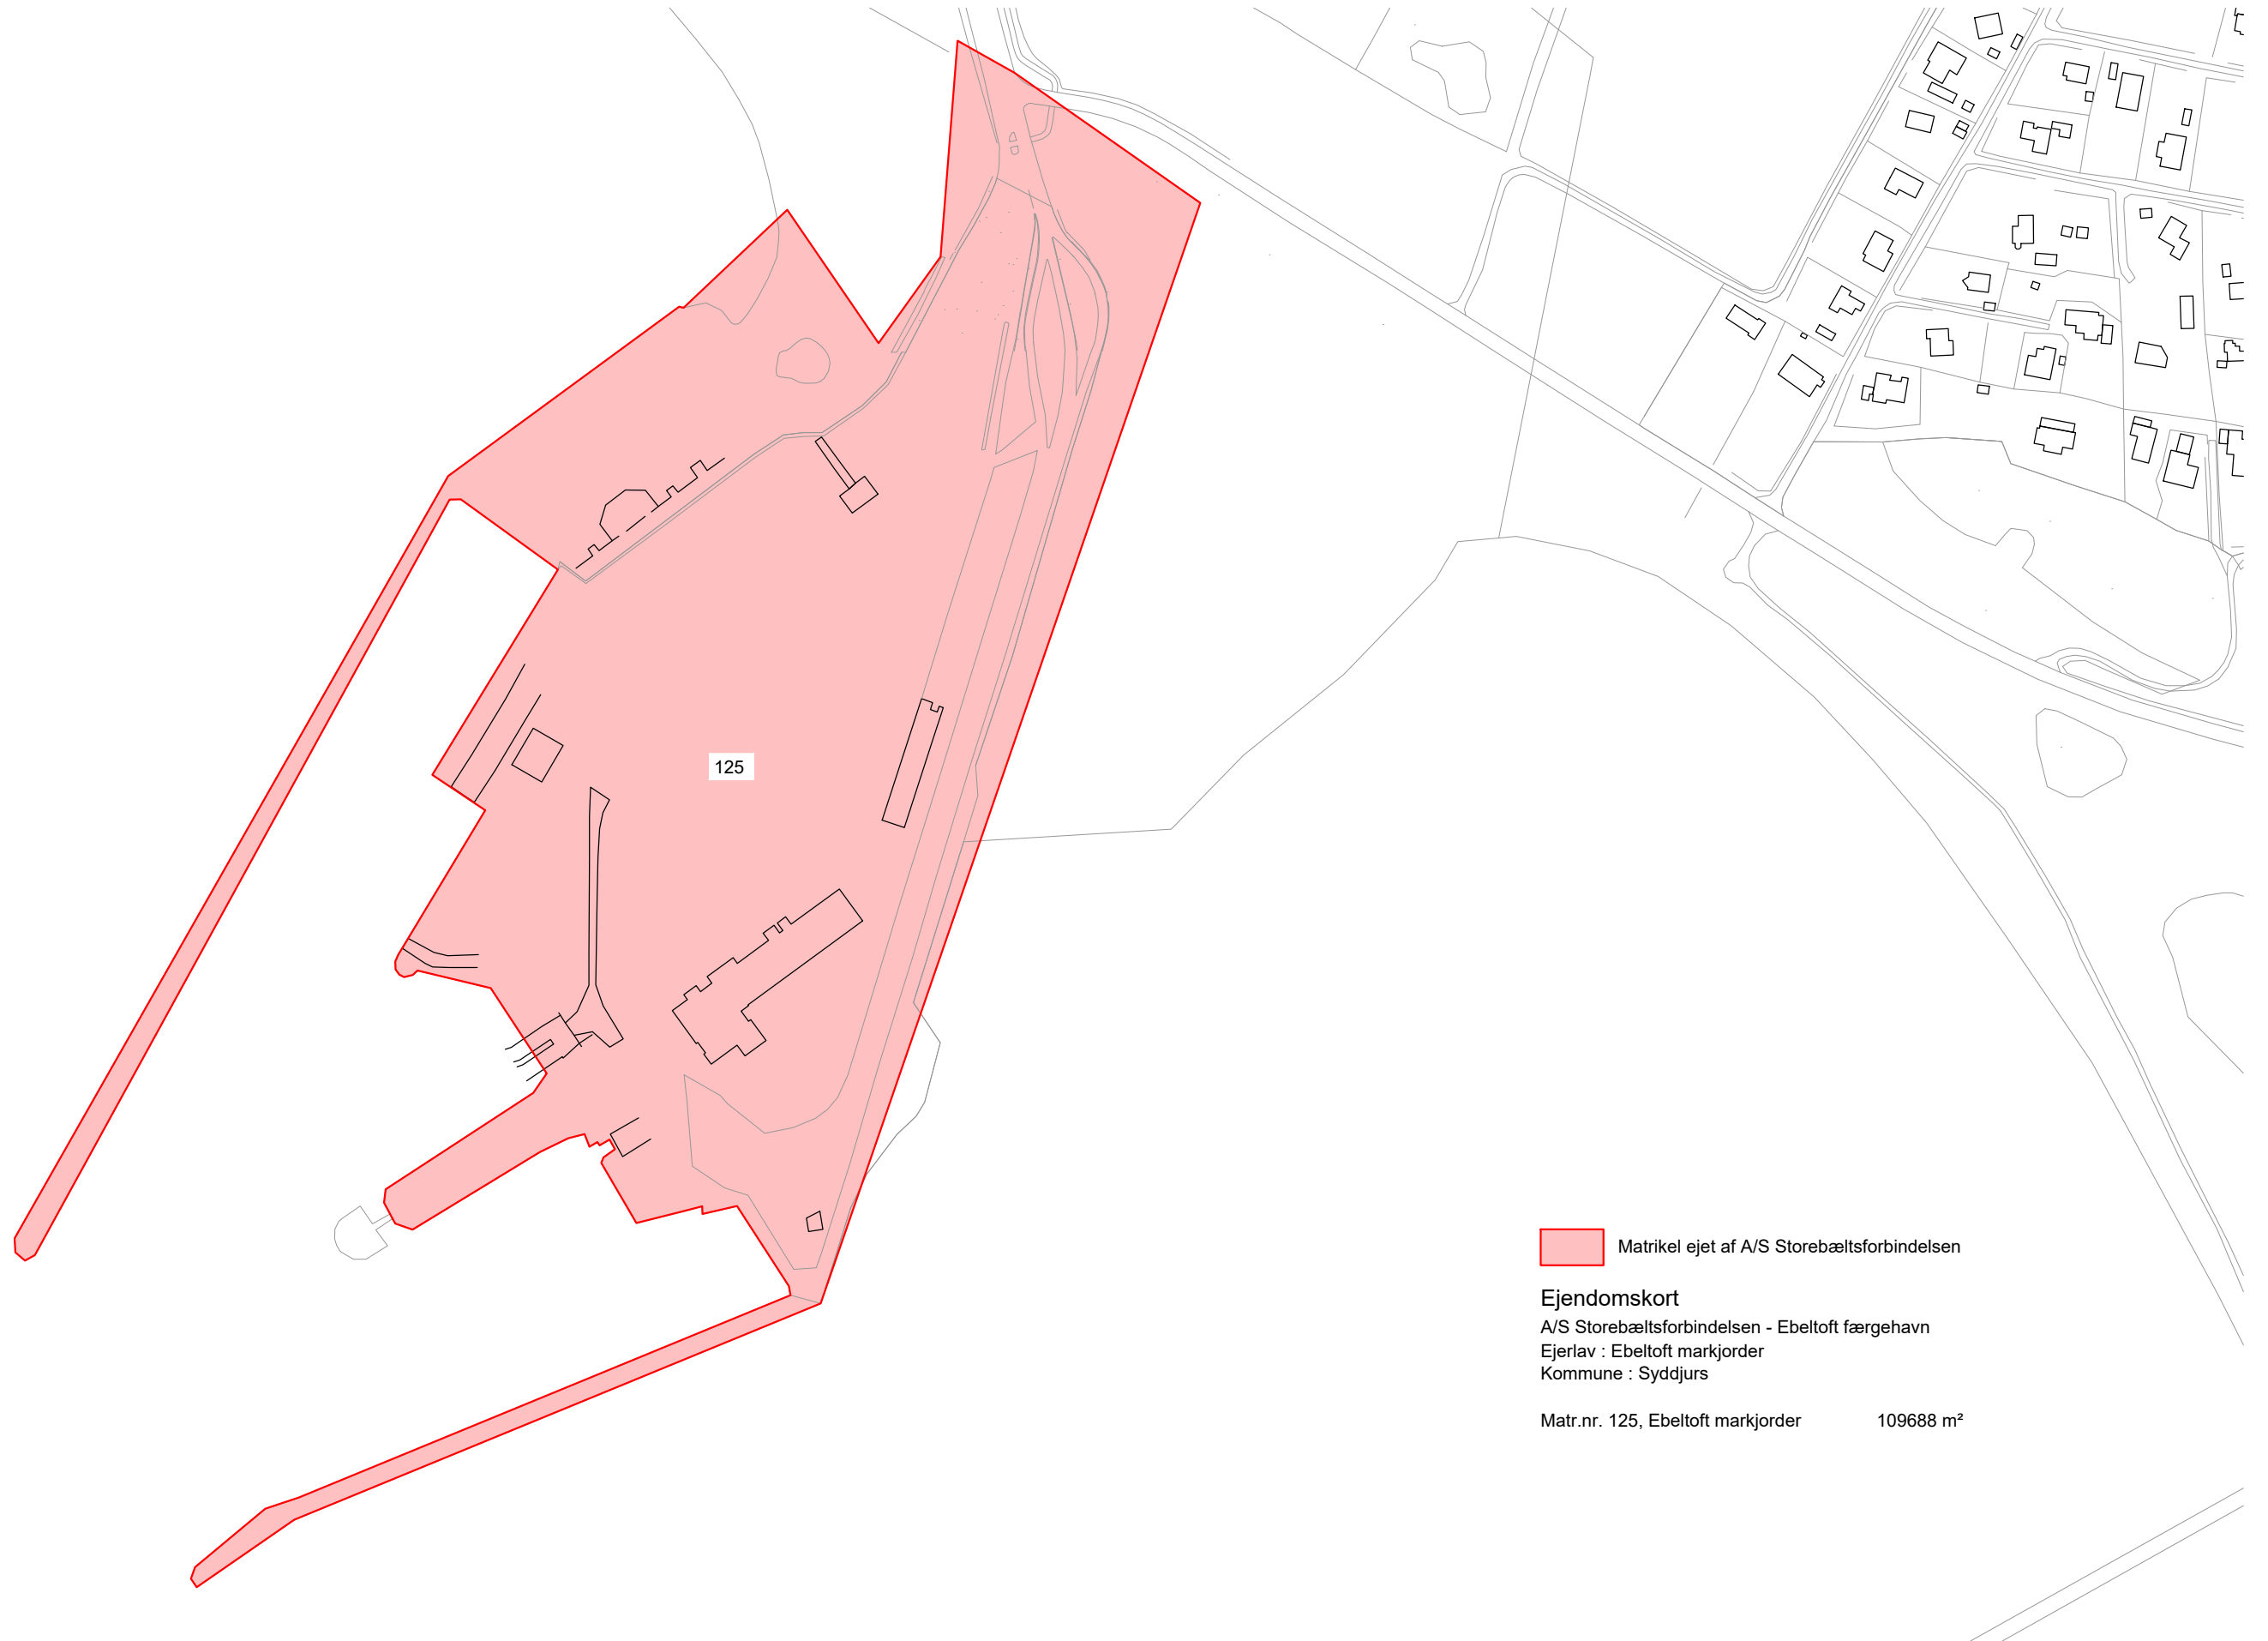 125
Matrikel ejet af A/S Storebæltsforbindelsen
Ejendomskort
A/S Storebæltsforbindelsen - Ebeltoft færgehavn
Ejerlav : Ebeltoft markjorder
Kommune : Syddjurs
Matr.nr. 125, Ebeltoft markjorder 109688 m²